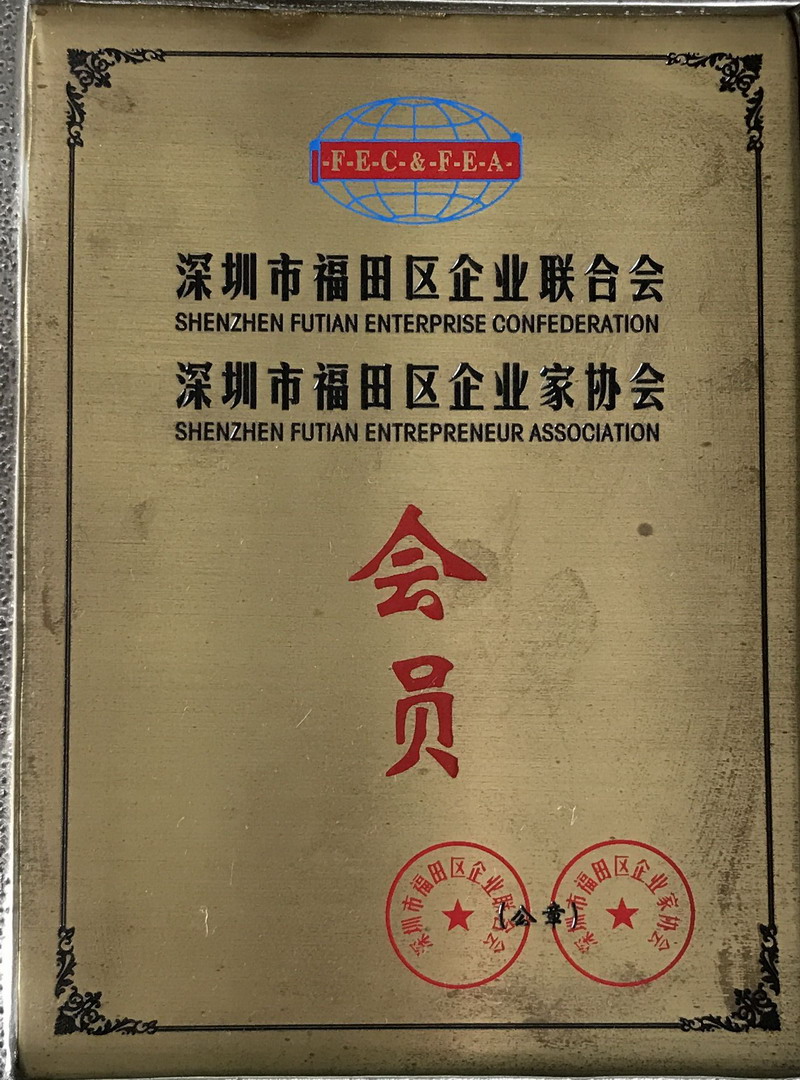 -F-E-C-&-F-E-A-
深圳市福田区企业联合会
SHENZHEN FUTIAN ENTERPRISE CONFEDERATION
深圳市福田区企业家协会
SHENZHEN FUTIAN ENTREPRENEUR ASSOCIATION
会
员
深圳市福田区企业联合会
(公章)
深圳市福田区企业家协会